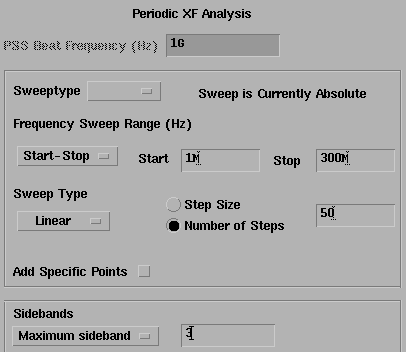 Periodic XF Analysis
PSS Beat Frequency (Hz) 1G
Sweeptype Sweep is Currently Absolute
Frequency Sweep Range (Hz)
Start-Stop Start 1M Stop 300M
Sweep Type Step Size
Linear Number of Steps 50
Add Specific Points
Sidebands
Maximum sideband 3